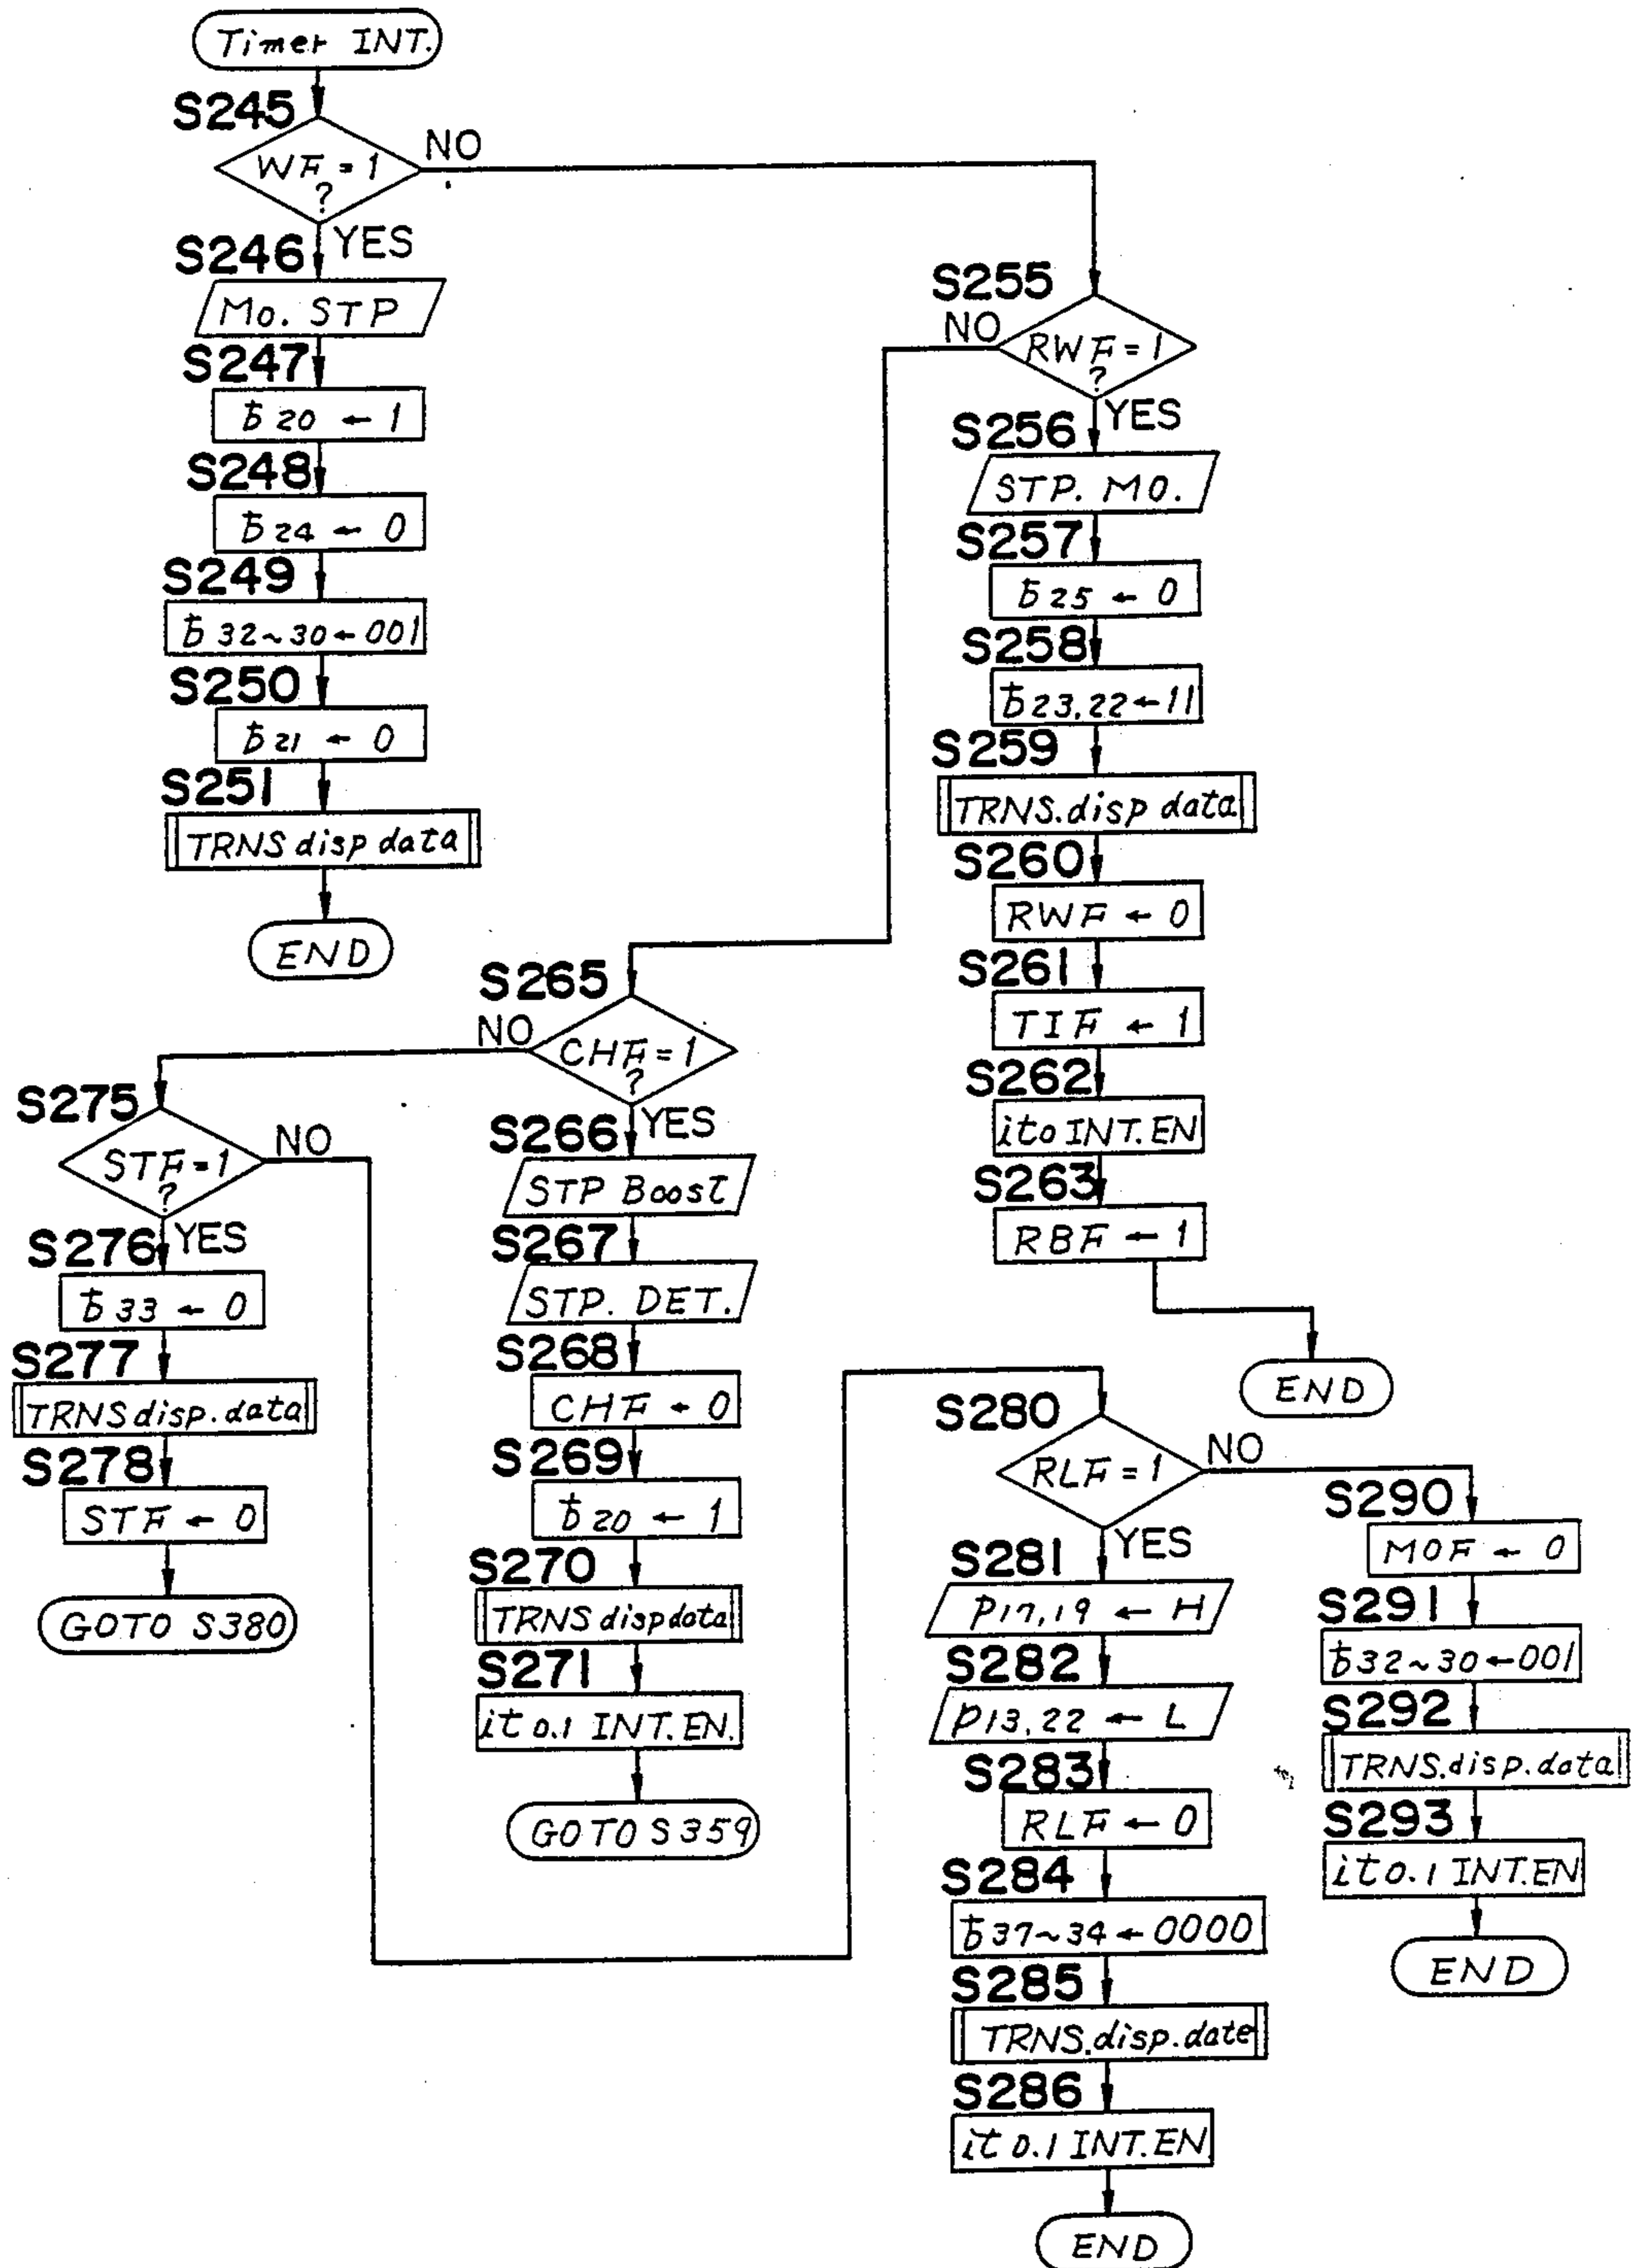 Timer INT.
S245
WF = 1
?
NO
YES
S246
Mo. STP
S247
b20 ← 1
S248
b24 ← 0
S249
b32~30←001
S250
b21 ← 0
S251
TRNS disp data
END
S255
NO
RWF = 1
?
YES
S256
STP. MO.
S257
b25 ← 0
S258
b23,22←11
S259
TRNS.disp data
S260
RWF ← 0
S261
TIF ← 1
S262
it0 INT.EN
S263
RBF ← 1
END
S265
NO
CHF = 1
?
YES
S266
STP Boost
S267
STP. DET.
S268
CHF ← 0
S269
b20 ← 1
S270
TRNS disp data
S271
it 0.1 INT.EN.
GOTO S359
S275
STF = 1
?
NO
YES
S276
b33 ← 0
S277
TRNS disp.data
S278
STF ← 0
GOTO S380
S280
RLF = 1
NO
YES
S281
P17,19 ← H
S282
P13,22 ← L
S283
RLF ← 0
S284
b37~34←0000
S285
TRNS.disp.date
S286
it 0.1 INT.EN
END
S290
MOF ← 0
S291
b32~30←001
S292
TRNS.disp.data
S293
it0.1 INT.EN
END